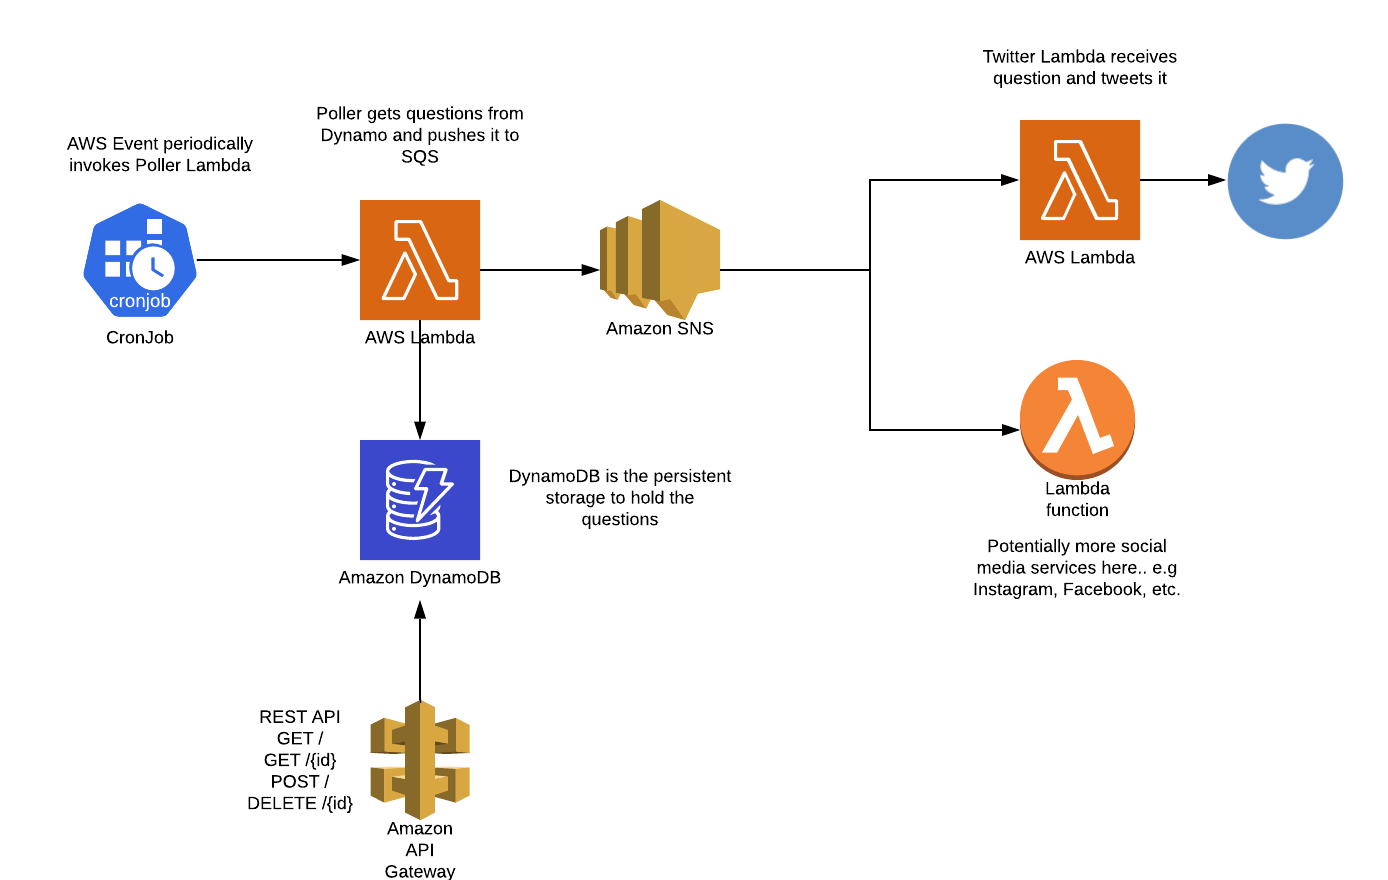 Twitter Lambda receives
question and tweets it
Poller gets questions from
Dynamo and pushes it to
SQS
AWS Event periodically
invokes Poller Lambda
cronjob
CronJob
AWS Lambda
Amazon SNS
AWS Lambda
DynamoDB is the persistent
storage to hold the
questions
Amazon DynamoDB
Lambda
function
Potentially more social
media services here.. e.g
Instagram, Facebook, etc.
REST API
GET /
GET /{id}
POST /
DELETE /{id}
Amazon
API
Gateway